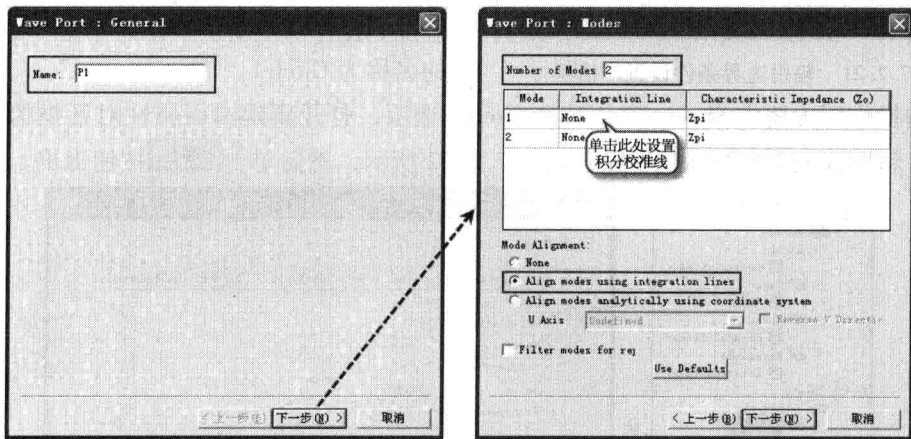 Wave Port : General
Name: P1
< 上一步(B) 下一步(N) > 取消
Wave Port : Modes
Number of Modes 2
Mode Integration Line Characteristic Impedance (Zo)
1 None Zpi
2 None Zpi
单击此处设置
积分校准线
Mode Alignment:
None
Align modes using integration lines
Align modes analytically using coordinate system
U Axis Undefined Reverse V Directio
Filter modes for rej
Use Defaults
< 上一步(B) 下一步(N) > 取消